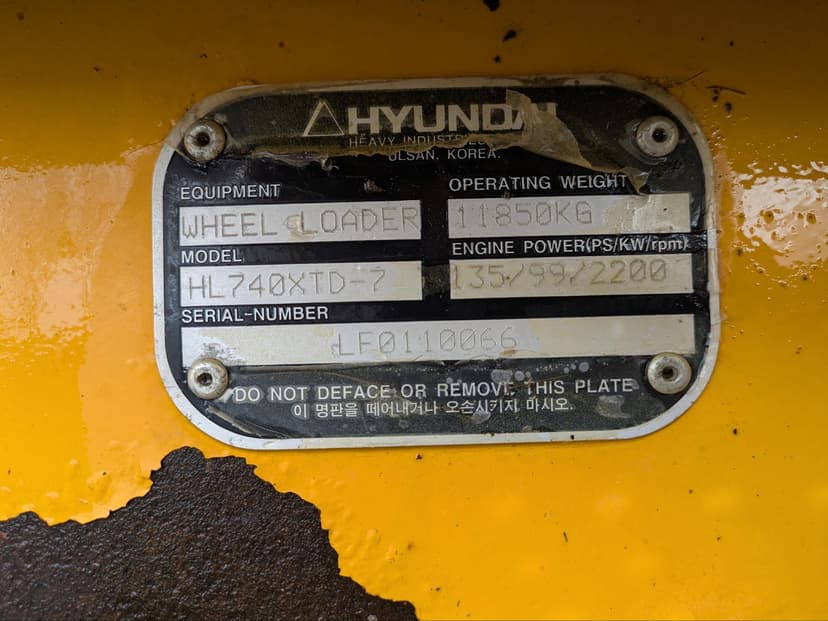 HYUNDAI
HEAVY INDUSTRIES
ULSAN. KOREA.
EQUIPMENT
WHEEL LOADER
OPERATING WEIGHT
11850KG
MODEL
HL740XTD-7
ENGINE POWER(PS/KW/rpm)
135/99/2200
SERIAL-NUMBER
LF0110066
DO NOT DEFACE OR REMOVE THIS PLATE
이 명판을 떼어내거나 오손시키지 마시오.